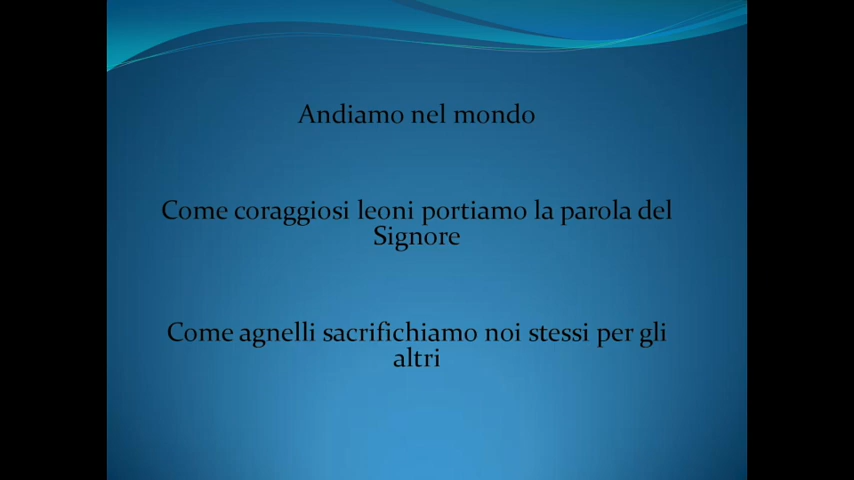 Andiamo nel mondo
Come coraggiosi leoni portiamo la parola del
Signore
Come agnelli sacrifichiamo noi stessi per gli
altri